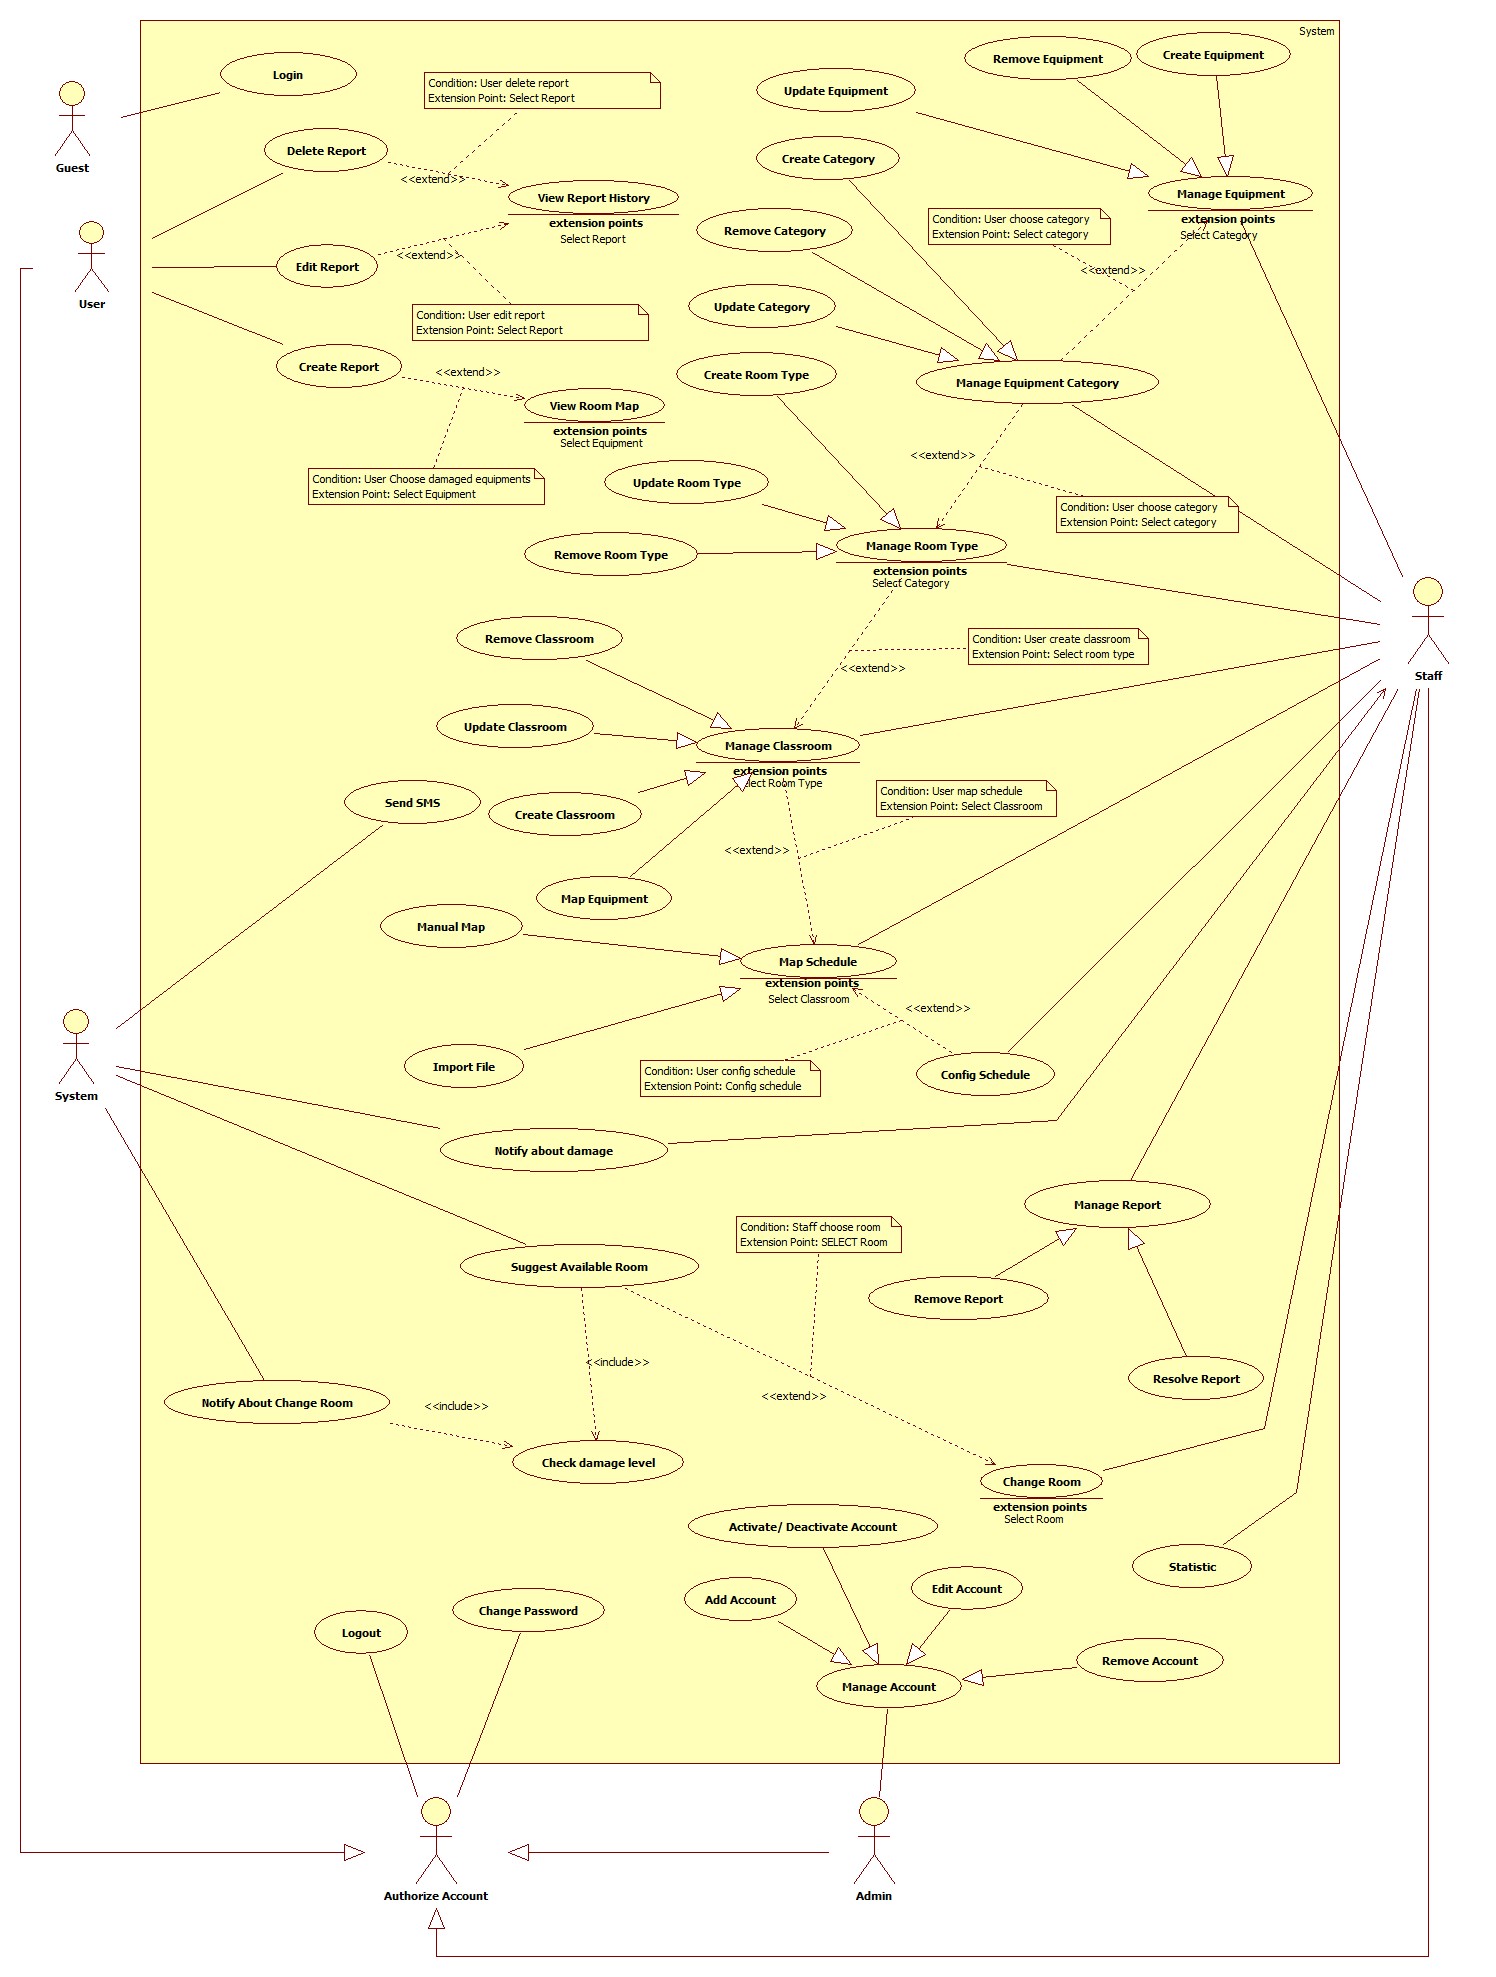 System
Login
Guest
Condition: User delete report
Extension Point: Select Report
Remove Equipment
Create Equipment
Update Equipment
Create Category
Delete Report
<<extend>>
View Report History
extension points
Select Report
Manage Equipment
extension points
Select Category
Condition: User choose category
Extension Point: Select category
Remove Category
User
Edit Report
<<extend>>
<<extend>>
Condition: User edit report
Extension Point: Select Report
Update Category
Create Report
<<extend>>
View Room Map
extension points
Select Equipment
Create Room Type
Manage Equipment Category
Condition: User Choose damaged equipments
Extension Point: Select Equipment
Update Room Type
<<extend>>
Condition: User choose category
Extension Point: Select category
Remove Room Type
Manage Room Type
extension points
Select Category
Staff
Remove Classroom
Condition: User create classroom
Extension Point: Select room type
<<extend>>
Update Classroom
Manage Classroom
extension points
Select Room Type
Send SMS
Create Classroom
Condition: User map schedule
Extension Point: Select Classroom
<<extend>>
Map Equipment
Manual Map
Map Schedule
extension points
Select Classroom
<<extend>>
Import File
Condition: User config schedule
Extension Point: Config schedule
Config Schedule
System
Notify about damage
Manage Report
Condition: Staff choose room
Extension Point: SELECT Room
Suggest Available Room
Remove Report
<<include>>
Resolve Report
Notify About Change Room
<<include>>
<<extend>>
Check damage level
Change Room
extension points
Select Room
Activate/ Deactivate Account
Statistic
Add Account
Edit Account
Change Password
Logout
Remove Account
Manage Account
Authorize Account
Admin